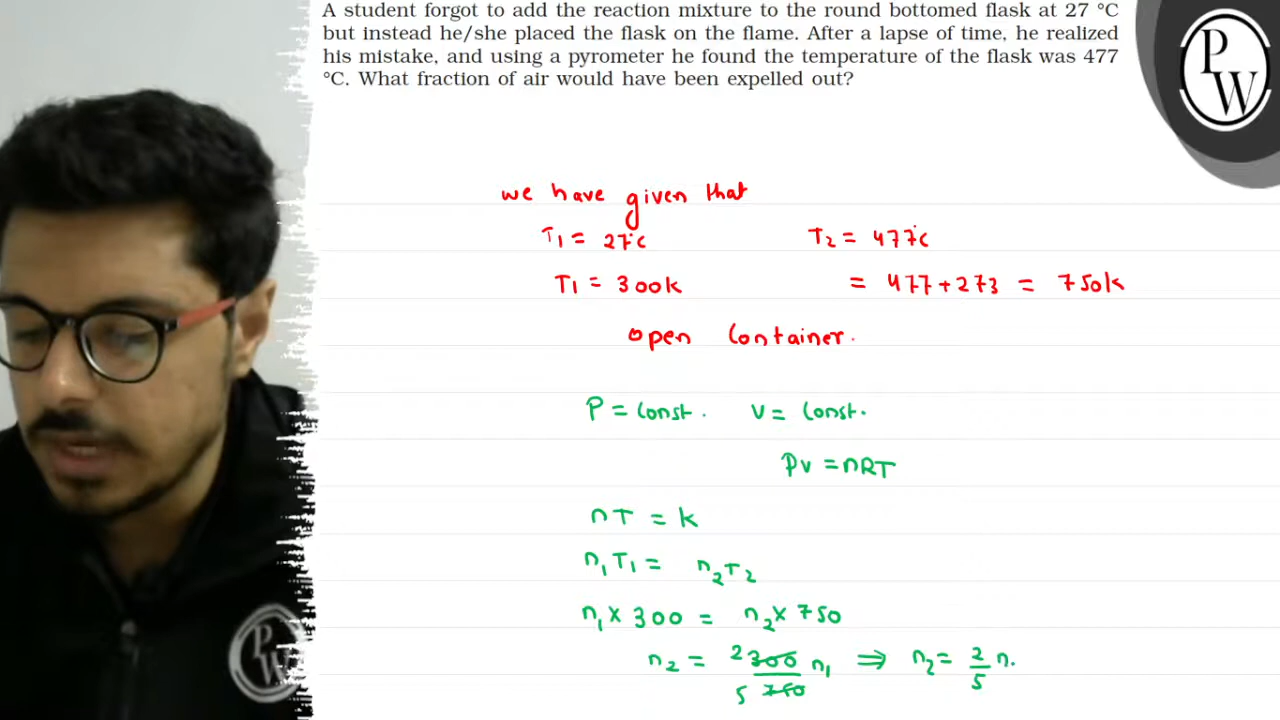 A student forgot to add the reaction mixture to the round bottomed flask at 27 °C
but instead he/she placed the flask on the flame. After a lapse of time, he realized
his mistake, and using a pyrometer he found the temperature of the flask was 477
°C. What fraction of air would have been expelled out?
PW
we have given that
T₁ = 27°C T₂ = 477°C
T₁ = 300k = 477+273 = 750k
open Container.
P = Const. V = Const.
PV = nRT
nT = k
n₁T₁ = n₂T₂
n₁ × 300 = n₂ × 750
n₂ = 2 300/5 750 n₁ ⇒ n₂ = 2/5 n.
PW